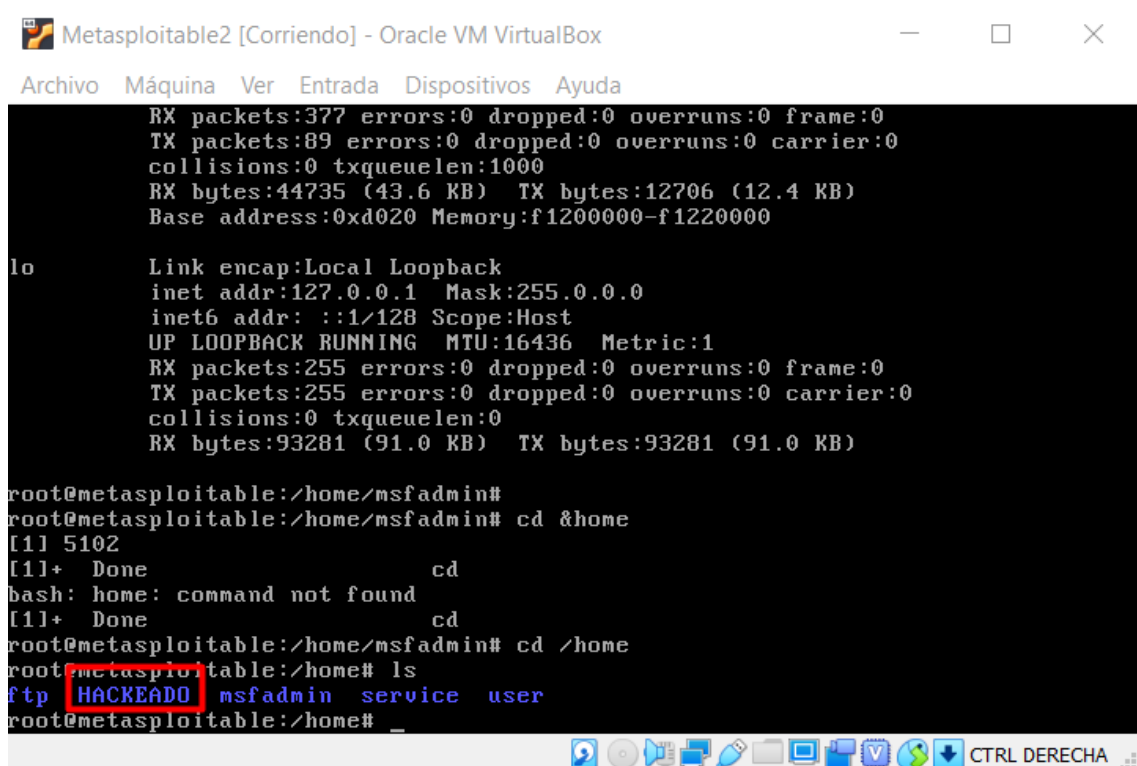 Metasploitable2 [Corriendo] - Oracle VM VirtualBox
Archivo Máquina Ver Entrada Dispositivos Ayuda
RX packets:377 errors:0 dropped:0 overruns:0 frame:0
TX packets:89 errors:0 dropped:0 overruns:0 carrier:0
collisions:0 txqueuelen:1000
RX bytes:44735 (43.6 KB) TX bytes:12706 (12.4 KB)
Base address:0xd020 Memory:f1200000-f1220000
lo Link encap:Local Loopback
inet addr:127.0.0.1 Mask:255.0.0.0
inet6 addr: ::1/128 Scope:Host
UP LOOPBACK RUNNING MTU:16436 Metric:1
RX packets:255 errors:0 dropped:0 overruns:0 frame:0
TX packets:255 errors:0 dropped:0 overruns:0 carrier:0
collisions:0 txqueuelen:0
RX bytes:93281 (91.0 KB) TX bytes:93281 (91.0 KB)
root@metasploitable2:/home/msfadmin#
root@metasploitable2:/home/msfadmin# cd &home
[1] 5102
[1]+ Done cd
bash: home: command not found
[1]+ Done cd
root@metasploitable2:/home/msfadmin# cd /home
root@metasploitable2:/home# ls
ftp HACKEADO msfadmin service user
root@metasploitable2:/home# _
CTRL DERECHA